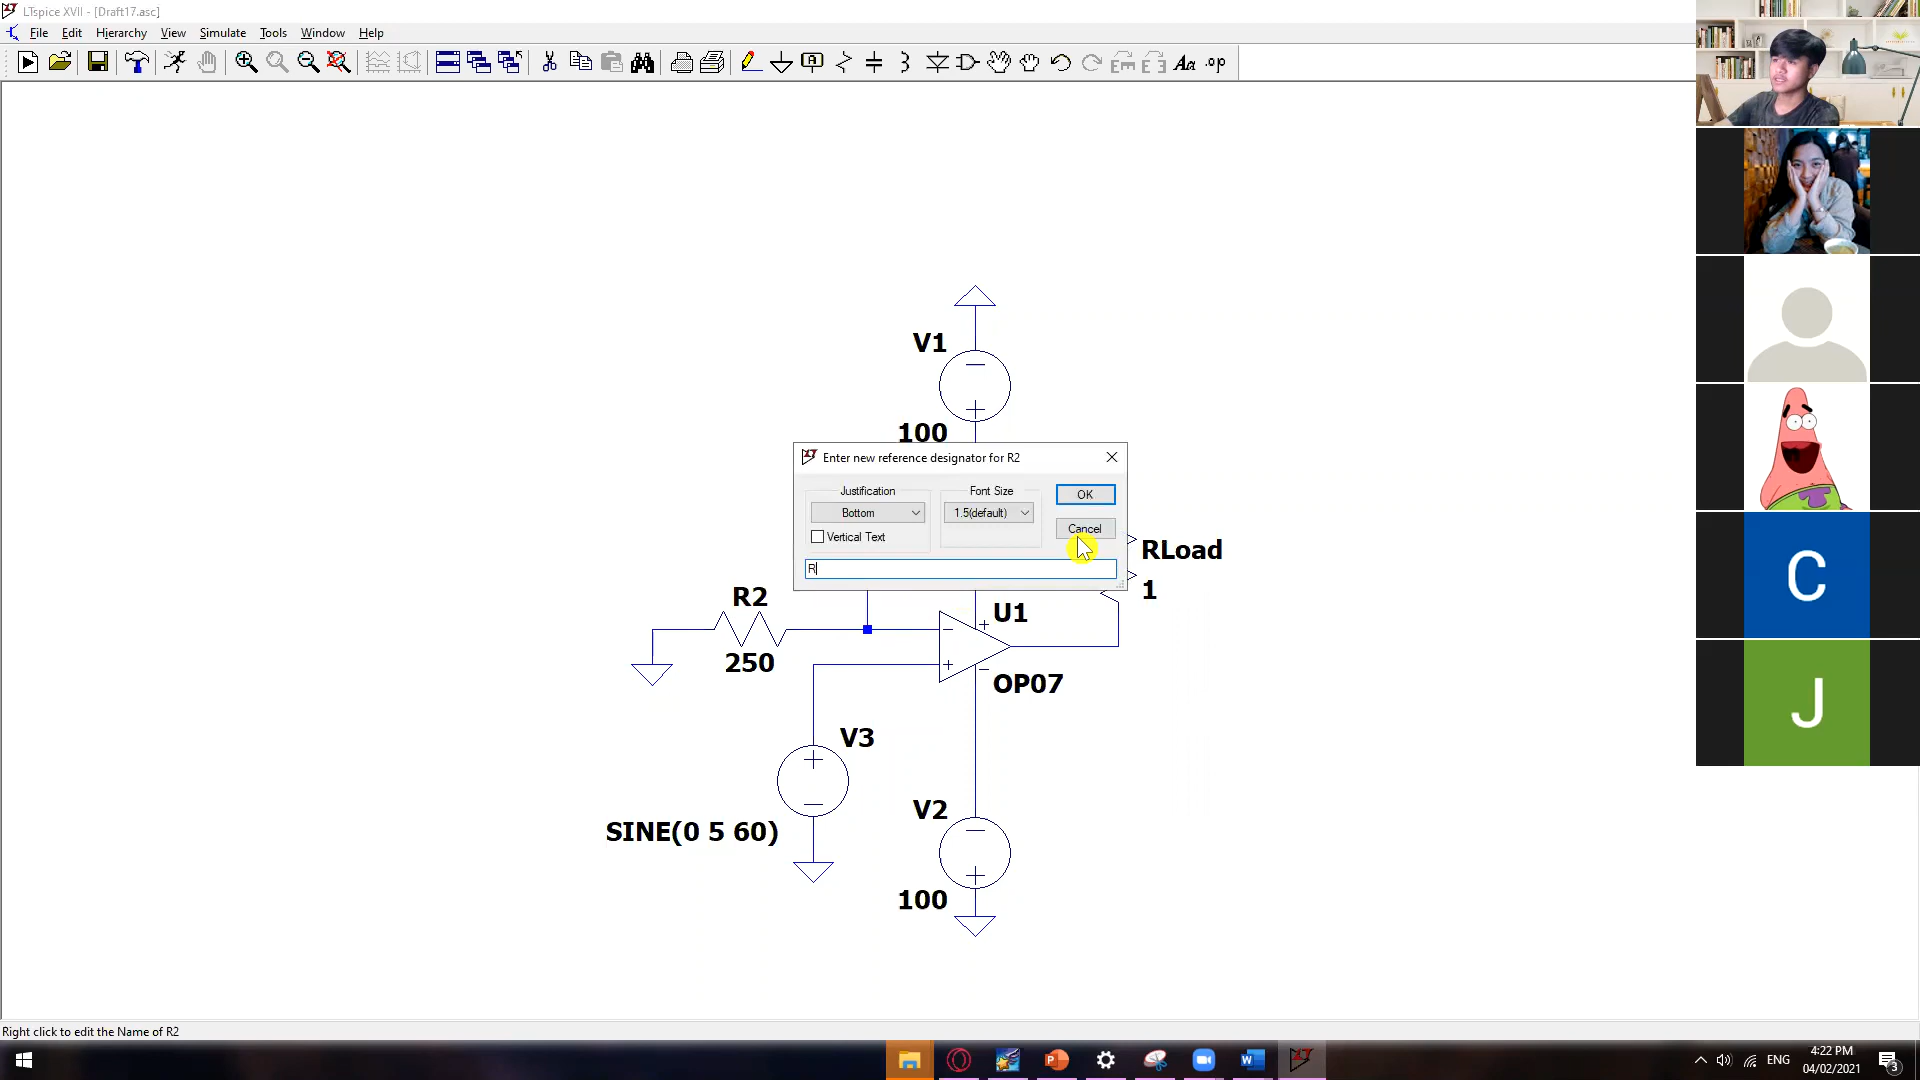 LTspice XVII - [Draft17.asc]
File Edit Hierarchy View Simulate Tools Window Help
Aa .op
V1
100
Enter new reference designator for R2
Justification
Font Size
OK
Bottom
1.5(default)
Cancel
Vertical Text
R
RLoad
1
R2
250
U1
OP07
V3
SINE(0 5 60)
V2
100
C
J
Right click to edit the Name of R2
ENG
4:22 PM
04/02/2021
3